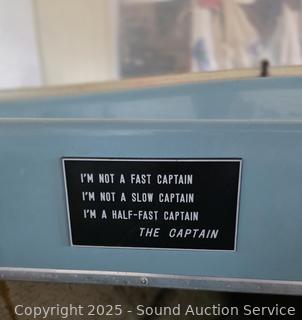 I'M NOT A FAST CAPTAIN
I'M NOT A SLOW CAPTAIN
I'M A HALF-FAST CAPTAIN
THE CAPTAIN
Copyright 2025 - Sound Auction Service